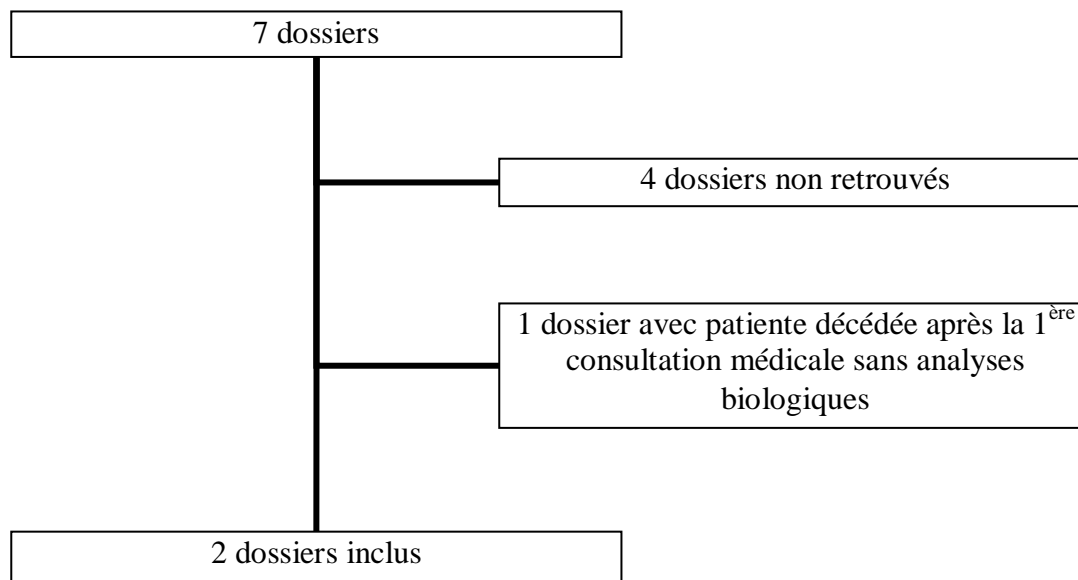 7 dossiers
4 dossiers non retrouvés
1 dossier avec patiente décédée après la 1ère
consultation médicale sans analyses
biologiques
2 dossiers inclus